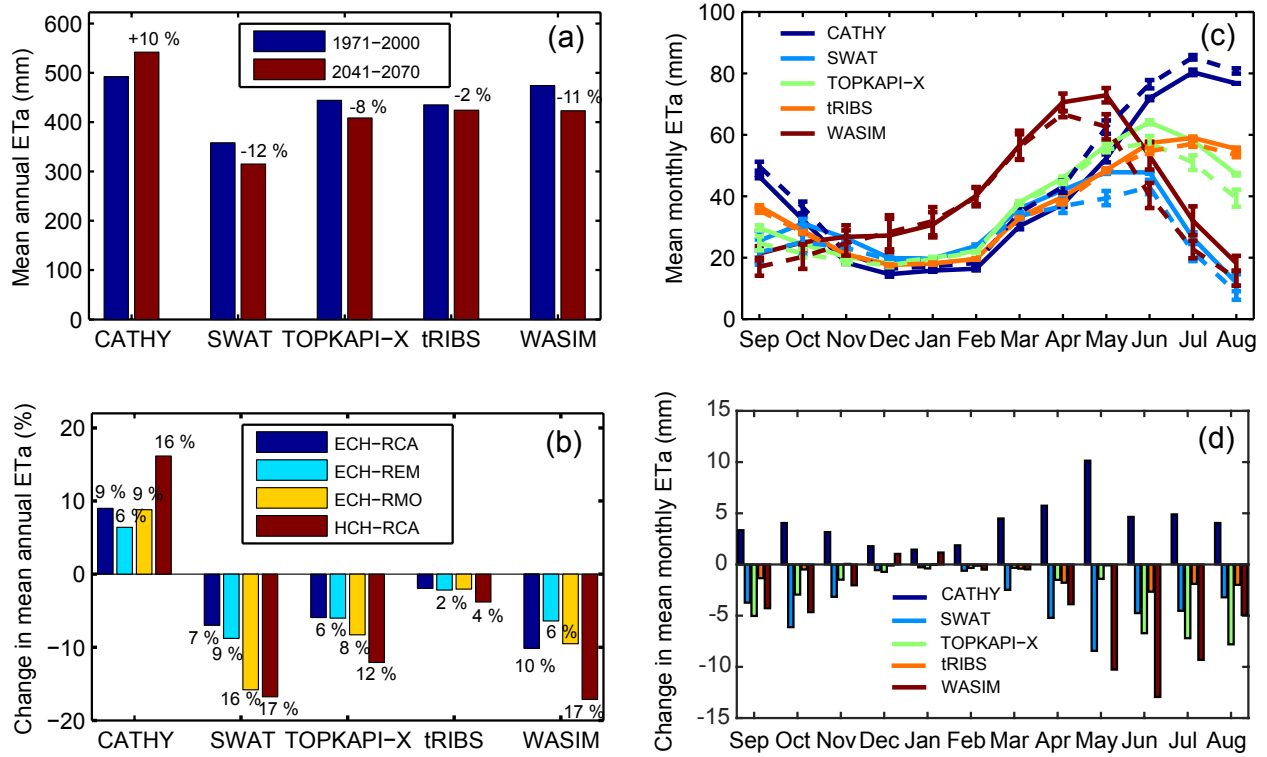 (a)
Mean annual ETa (mm)
600
500
400
300
200
100
0
1971−2000
2041−2070
+10 %
-12 %
-8 %
-2 %
-11 %
CATHY SWAT TOPKAPI−X tRIBS WASIM
(c)
Mean monthly ETa (mm)
100
80
60
40
20
0
CATHY
SWAT
TOPKAPI−X
tRIBS
WASIM
Sep Oct Nov Dec Jan Feb Mar Apr May Jun Jul Aug
(b)
Change in mean annual ETa (%)
20
10
0
−10
−20
ECH−RCA
ECH−REM
ECH−RMO
HCH−RCA
9 % 6 % 9 % 16 %
7 % 9 % 16 % 17 %
6 % 8 % 12 %
2 % 4 %
10 % 6 % 17 %
CATHY SWAT TOPKAPI−X tRIBS WASIM
(d)
Change in mean monthly ETa (mm)
15
10
5
0
-5
-10
-15
CATHY
SWAT
TOPKAPI−X
tRIBS
WASIM
Sep Oct Nov Dec Jan Feb Mar Apr May Jun Jul Aug